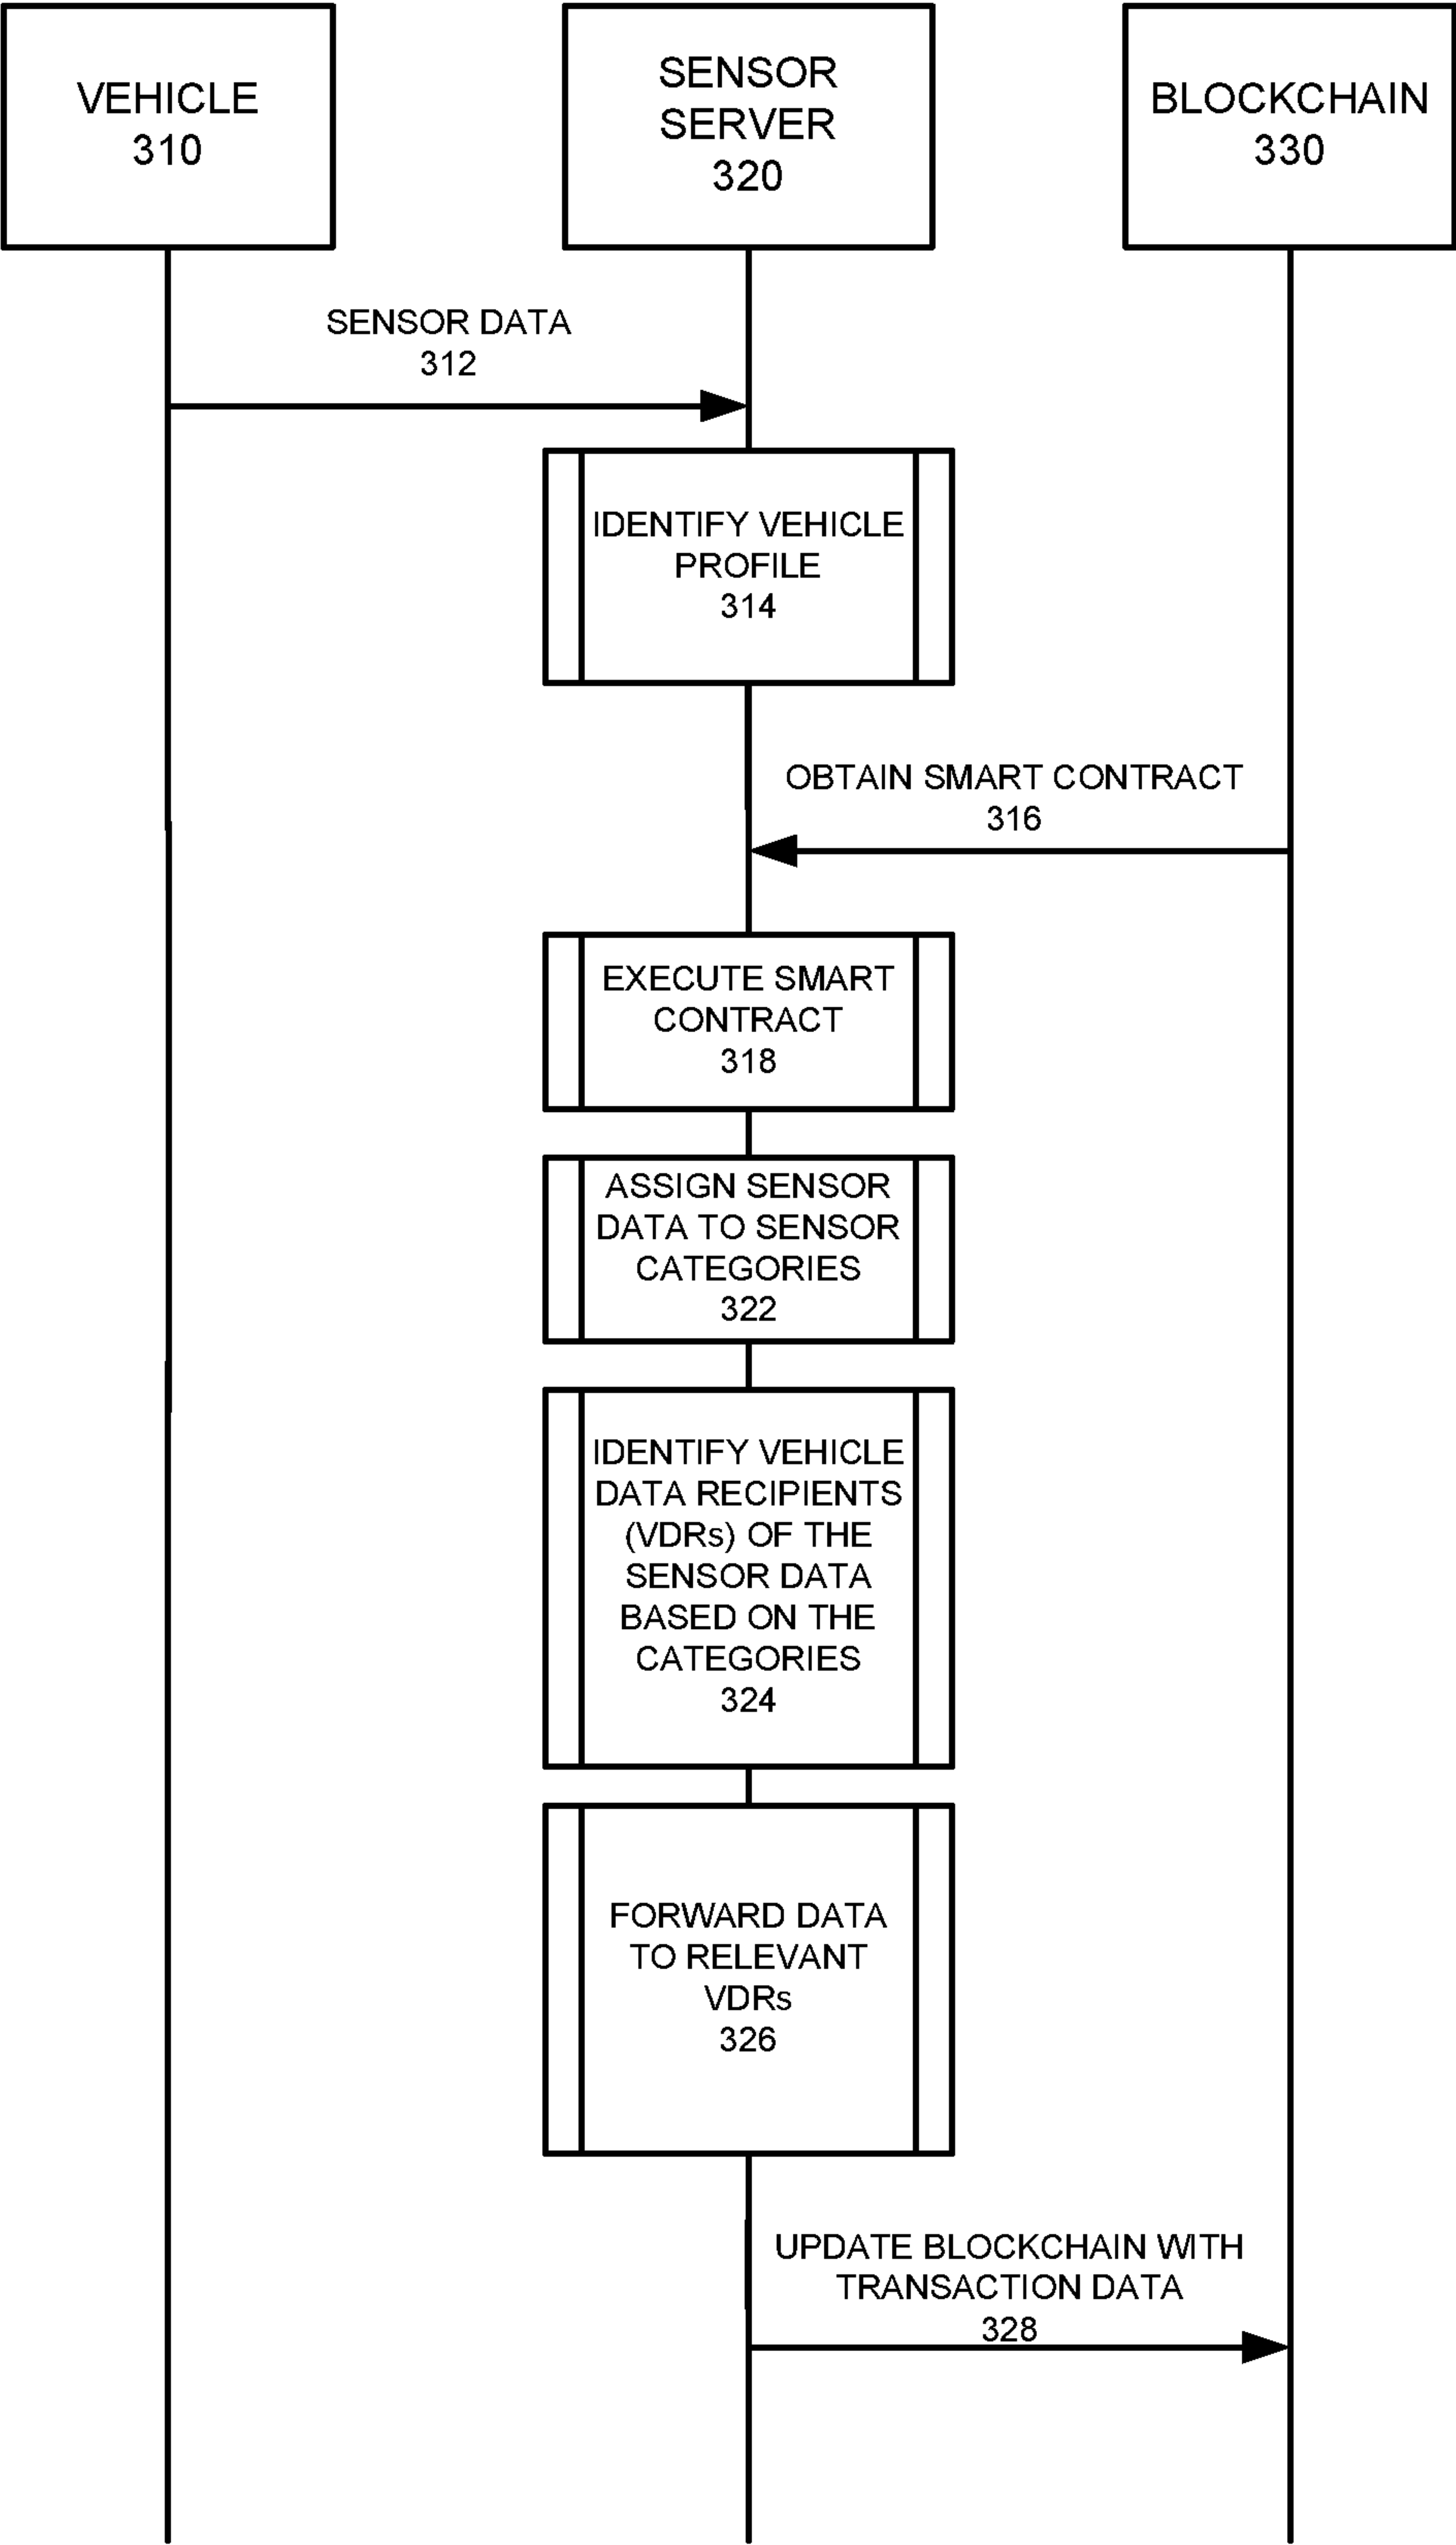 VEHICLE
310
SENSOR
SERVER
320
BLOCKCHAIN
330
SENSOR DATA
312
IDENTIFY VEHICLE
PROFILE
314
OBTAIN SMART CONTRACT
316
EXECUTE SMART
CONTRACT
318
ASSIGN SENSOR
DATA TO SENSOR
CATEGORIES
322
IDENTIFY VEHICLE
DATA RECIPIENTS
(VDRs) OF THE
SENSOR DATA
BASED ON THE
CATEGORIES
324
FORWARD DATA
TO RELEVANT
VDRs
326
UPDATE BLOCKCHAIN WITH
TRANSACTION DATA
328